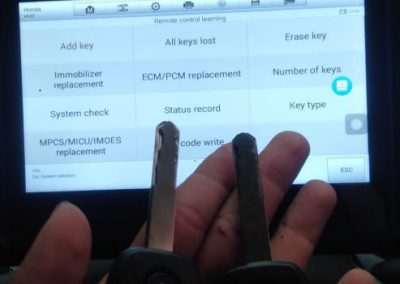 Honda
Remote control learning
Add key
All keys lost
Erase key
Immobilizer
replacement
ECM/PCM replacement
Number of keys
System check
Status record
Key type
MPCS/MICU/IMOES
replacement
code write
ESC